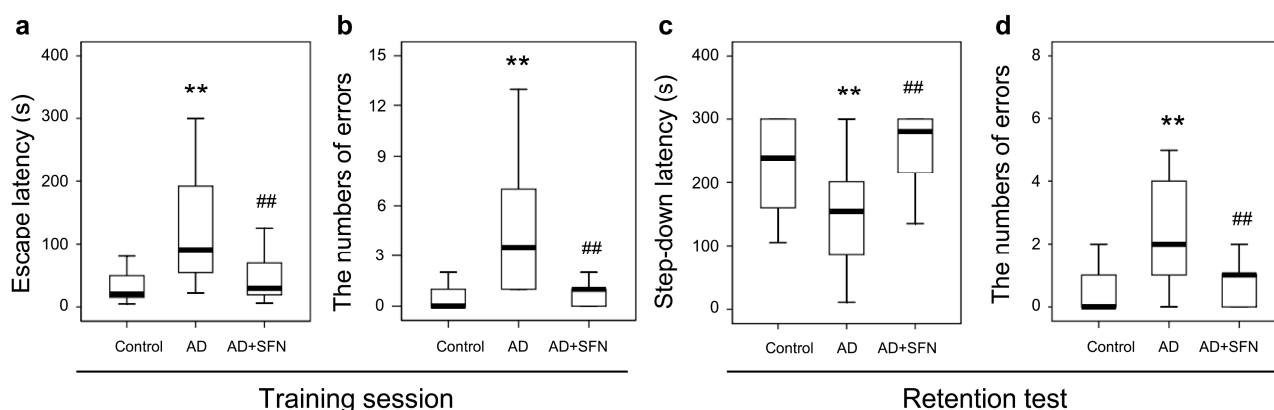 a
Escape latency (s)
400
300
200
100
0
**
##
Control AD AD+SFN
b
The numbers of errors
15
12
9
6
3
0
**
##
Control AD AD+SFN
Training session
c
Step-down latency (s)
400
300
200
100
0
**
##
Control AD AD+SFN
d
The numbers of errors
8
6
4
2
0
**
##
Control AD AD+SFN
Retention test